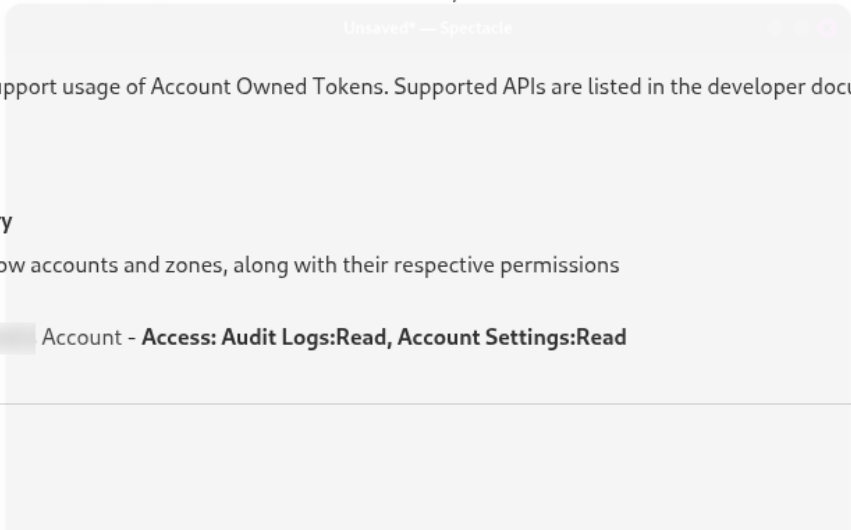 Unsaved* — Spectacle
upport usage of Account Owned Tokens. Supported APIs are listed in the developer docu
ry
ow accounts and zones, along with their respective permissions
Account - Access: Audit Logs:Read, Account Settings:Read